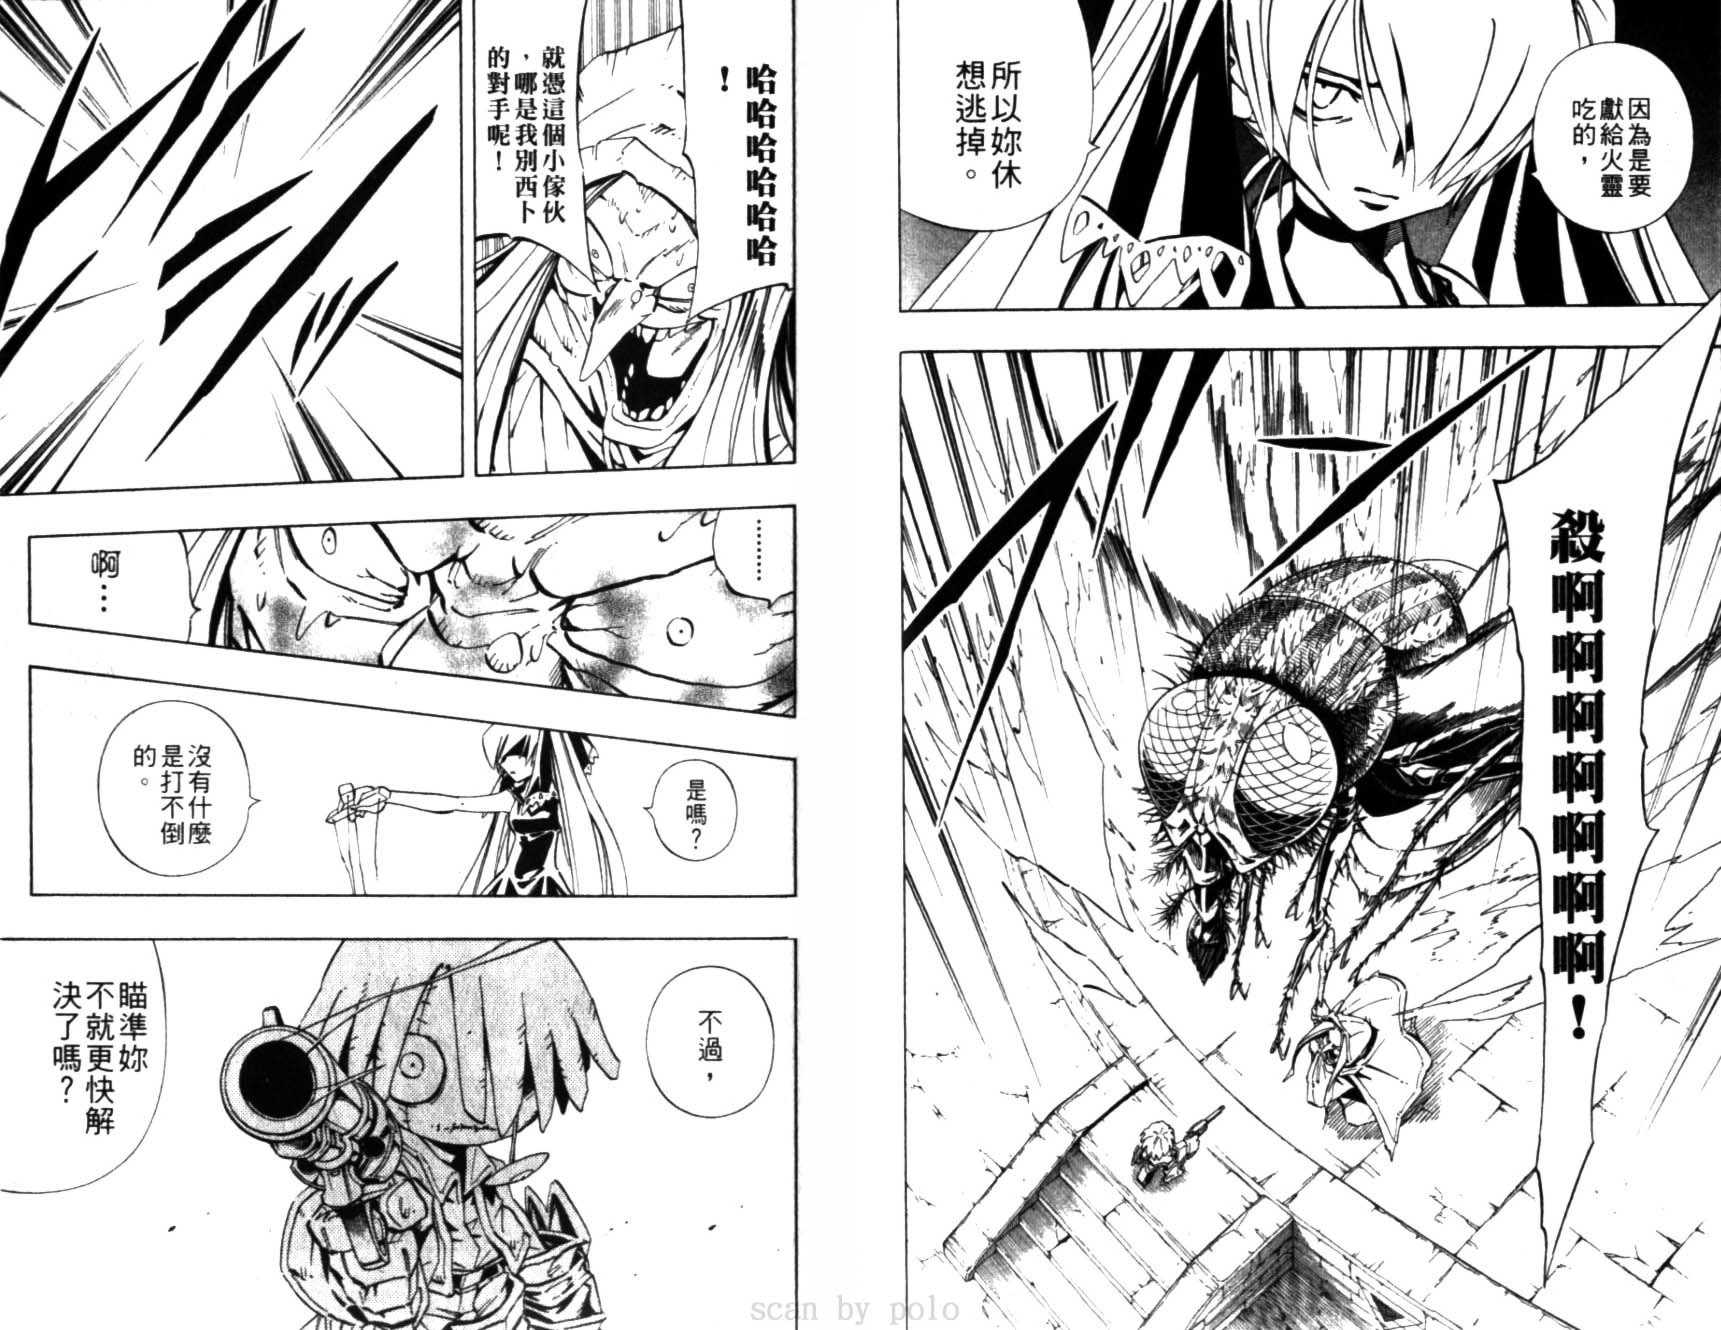 因為是要
獻給火靈
吃的，
所以妳休
想逃掉。
殺啊啊啊啊啊啊啊！
哈哈哈哈哈哈
！
就憑這個小傢伙
，哪是我別西卜
的對手呢！
⋯⋯⋯
啊⋯
是嗎？
沒有什麼
是打不倒
的。
不過，
瞄準妳
不就更快解
決了嗎？
scan by polo